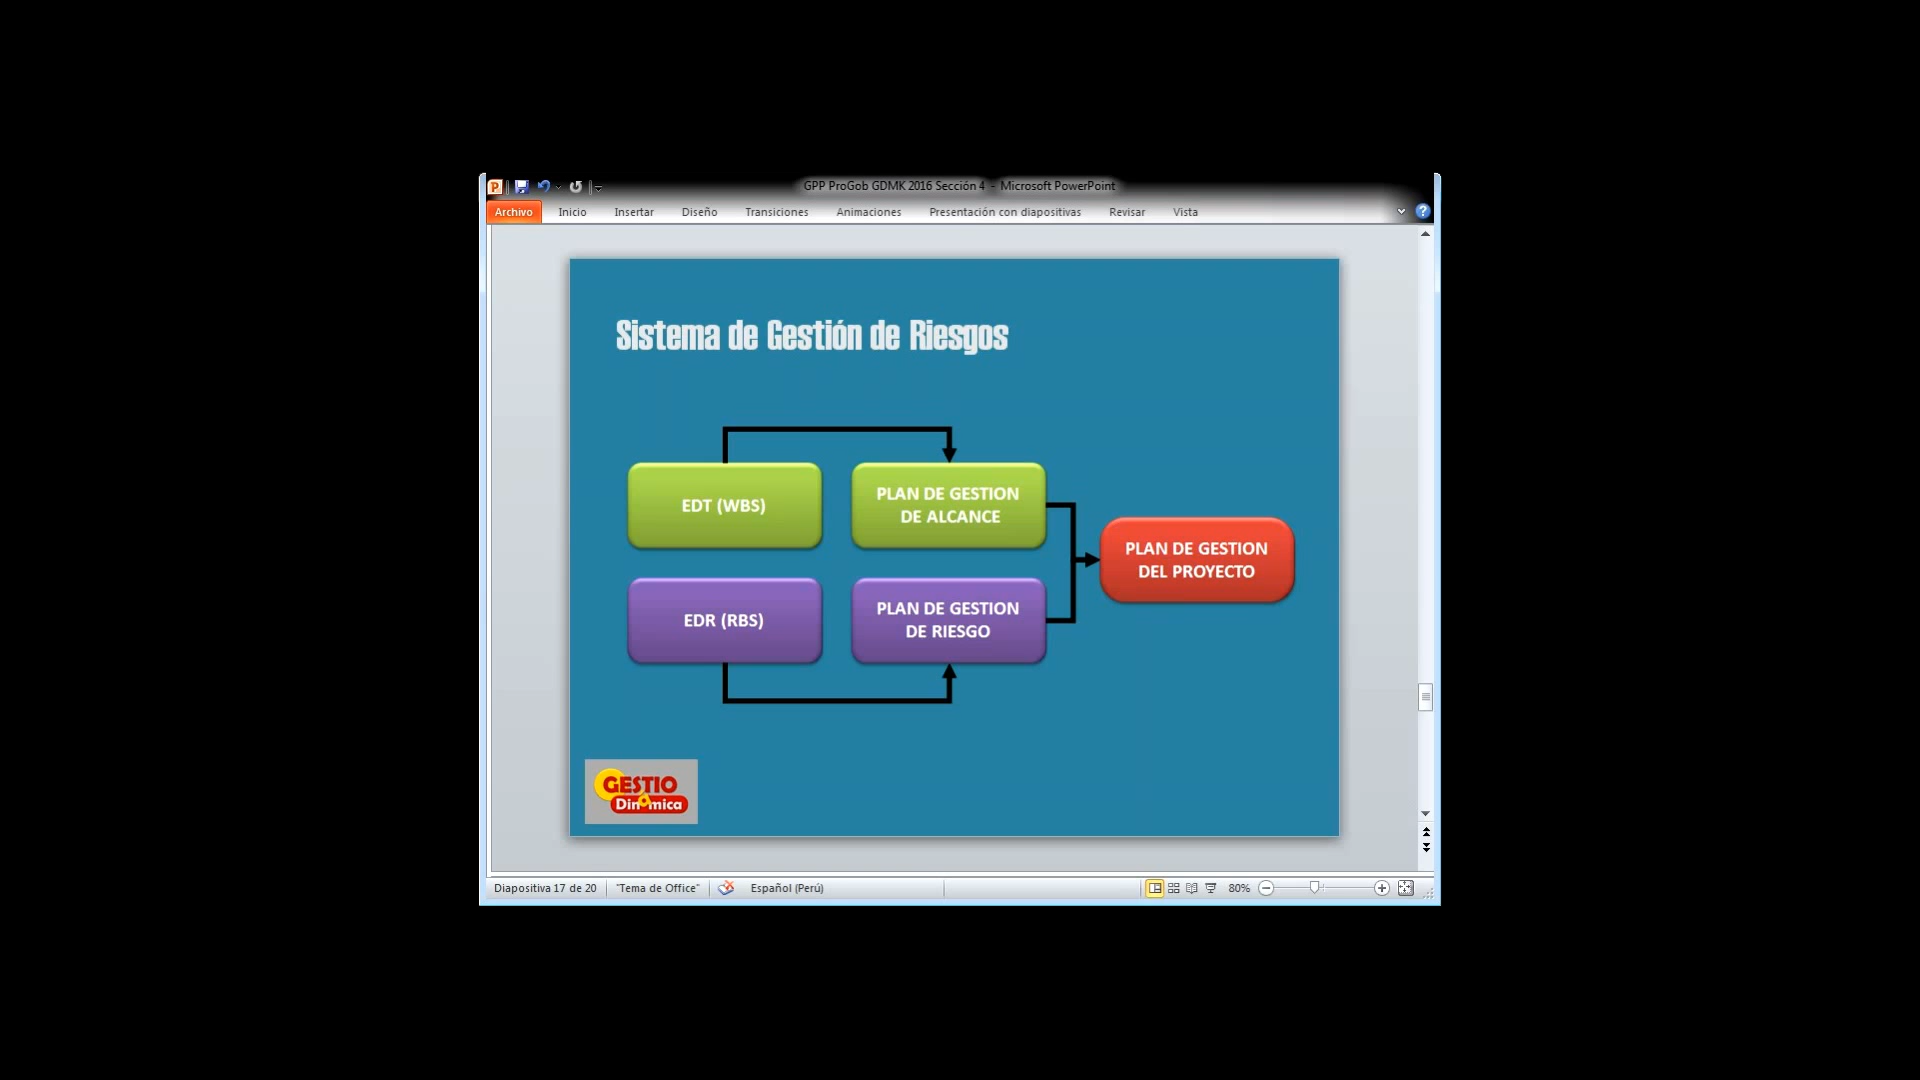 GPP ProGob GDMK 2016 Sección 4 - Microsoft PowerPoint
Archivo Inicio Insertar Diseño Transiciones Animaciones Presentación con diapositivas Revisar Vista
Sistema de Gestión de Riesgos
EDT (WBS)
PLAN DE GESTION
DE ALCANCE
PLAN DE GESTION
DEL PROYECTO
EDR (RBS)
PLAN DE GESTION
DE RIESGO
GESTIO
Dinámica
Diapositiva 17 de 20 "Tema de Office" Español (Perú) 80%